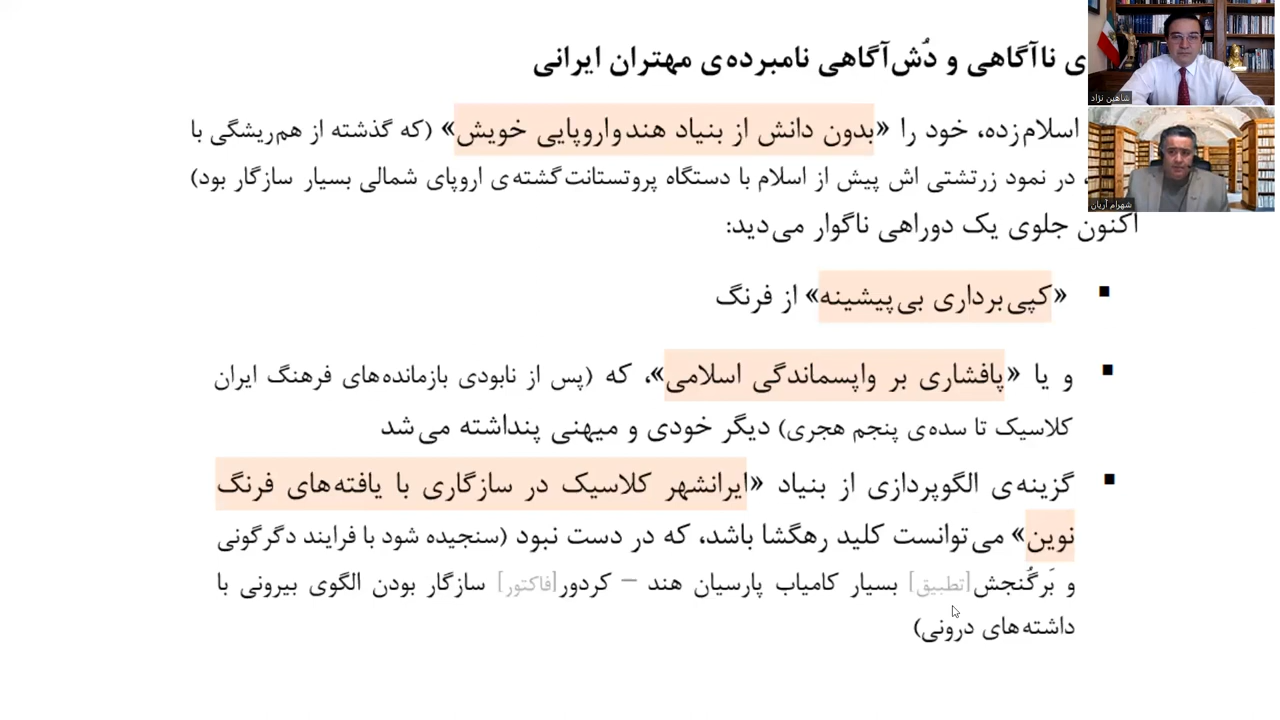 ی ناآگاهی و دُش‌آگاهی نامبرده‌ی مهتران ایرانی
اسلام‌زده، خود را «بدون دانش از بنیاد هندواروپایی خویش» (که گذشته از هم‌ریشگی با
، در نمود زرتشتی اش پیش از اسلام با دستگاه پروتستانت‌گشته‌ی اروپای شمالی بسیار سازگار بود)
اکنون جلوی یک دوراهی ناگوار می‌دید:
▪ «کپی‌برداری بی‌پیشینه» از فرنگ
▪ و یا «پافشاری بر واپسماندگی اسلامی»، که (پس از نابودی بازمانده‌های فرهنگ ایران
کلاسیک تا سده‌ی پنجم هجری) دیگر خودی و میهنی پنداشته می‌شد
▪ گزینه‌ی الگوپردازی از بنیاد «ایرانشهر کلاسیک در سازگاری با یافته‌های فرنگ
نوین» می‌توانست کلید رهگشا باشد، که در دست نبود (سنجیده شود با فرایند دگرگونی
و بَرگُنجش[تطبیق] بسیار کامیاب پارسیان هند – کردور[فاکتور] سازگار بودن الگوی بیرونی با
داشته‌های درونی)
شاهین نژاد
شهرام آریان